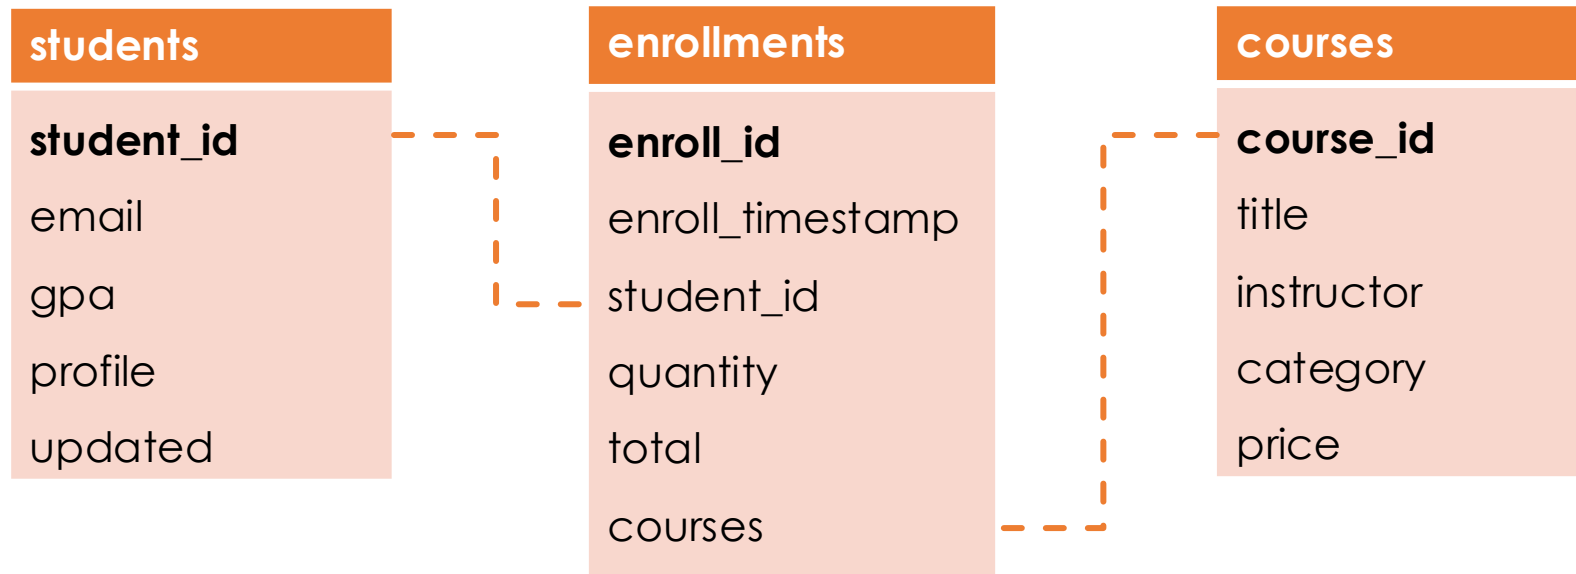 students
student_id
email
gpa
profile
updated
enrollments
enroll_id
enroll_timestamp
student_id
quantity
total
courses
courses
course_id
title
instructor
category
price